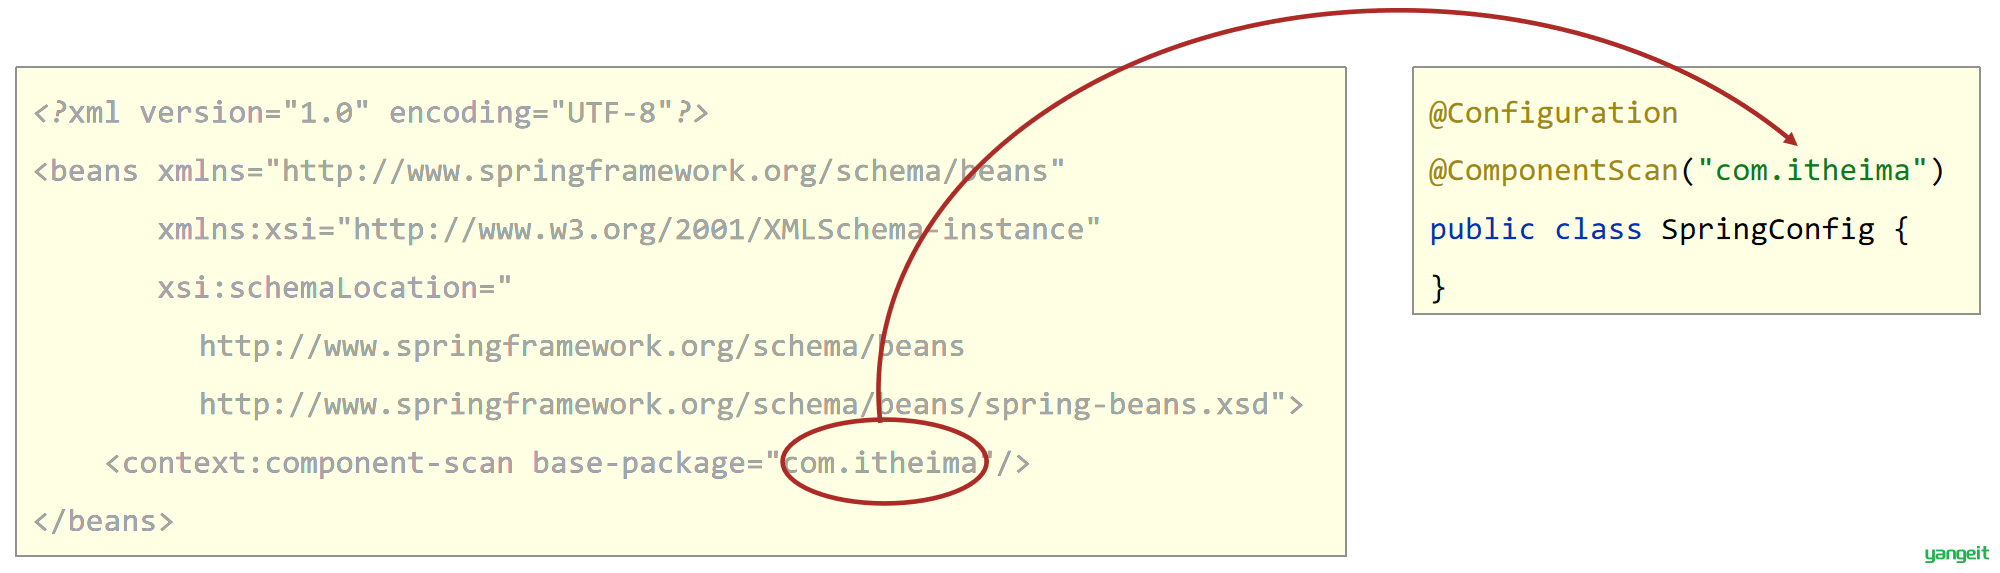 <?xml version="1.0" encoding="UTF-8"?>
<beans xmlns="http://www.springframework.org/schema/beans"
xmlns:xsi="http://www.w3.org/2001/XMLSchema-instance"
xsi:schemaLocation="
http://www.springframework.org/schema/beans
http://www.springframework.org/schema/beans/spring-beans.xsd">
<context:component-scan base-package="com.itheima"/>
</beans>
@Configuration
@ComponentScan("com.itheima")
public class SpringConfig {
}
yangeit